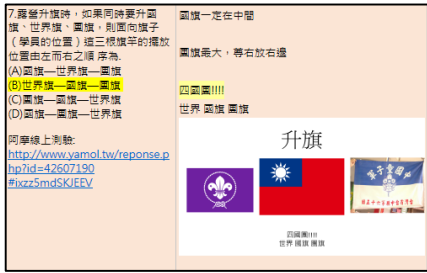 7.露營升旗時，如果同時要升國
旗、世界旗、團旗，則面向旗子
（學員的位置）這三根旗竿的擺放
位置由左而右之順 序為.
(A)國旗—世界旗—團旗
(B)世界旗—國旗—團旗
(C)團旗—國旗—世界旗
(D)國旗—團旗—世界旗
阿摩線上測驗:
http://www.yamol.tw/reponse.p
hp?id=42607190
#ixzz5mdSKJEEV
國旗一定在中間
國旗最大，尊右放右邊
四國團!!!!
世界 國旗 團旗
升旗
四國團!!!!
世界 國旗 團旗